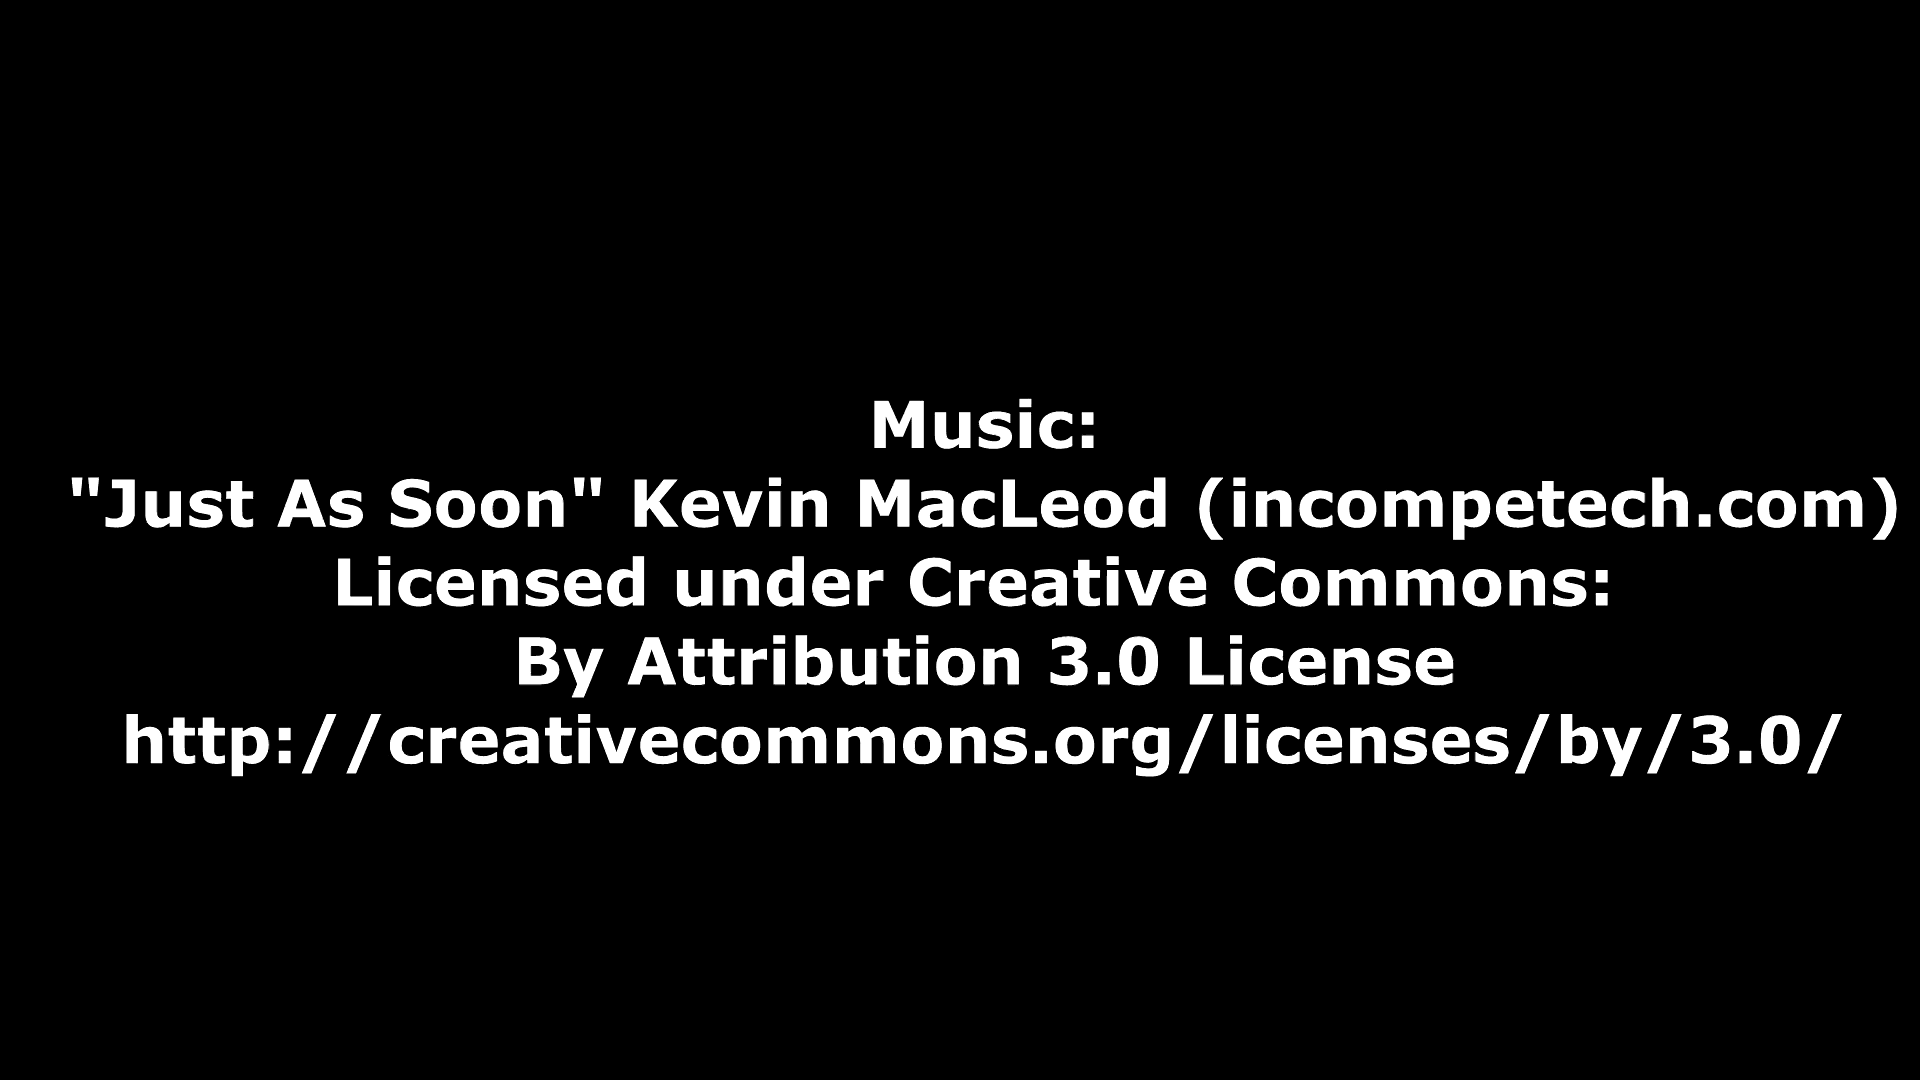 Music:
"Just As Soon" Kevin MacLeod (incompetech.com)
Licensed under Creative Commons:
By Attribution 3.0 License
http://creativecommons.org/licenses/by/3.0/